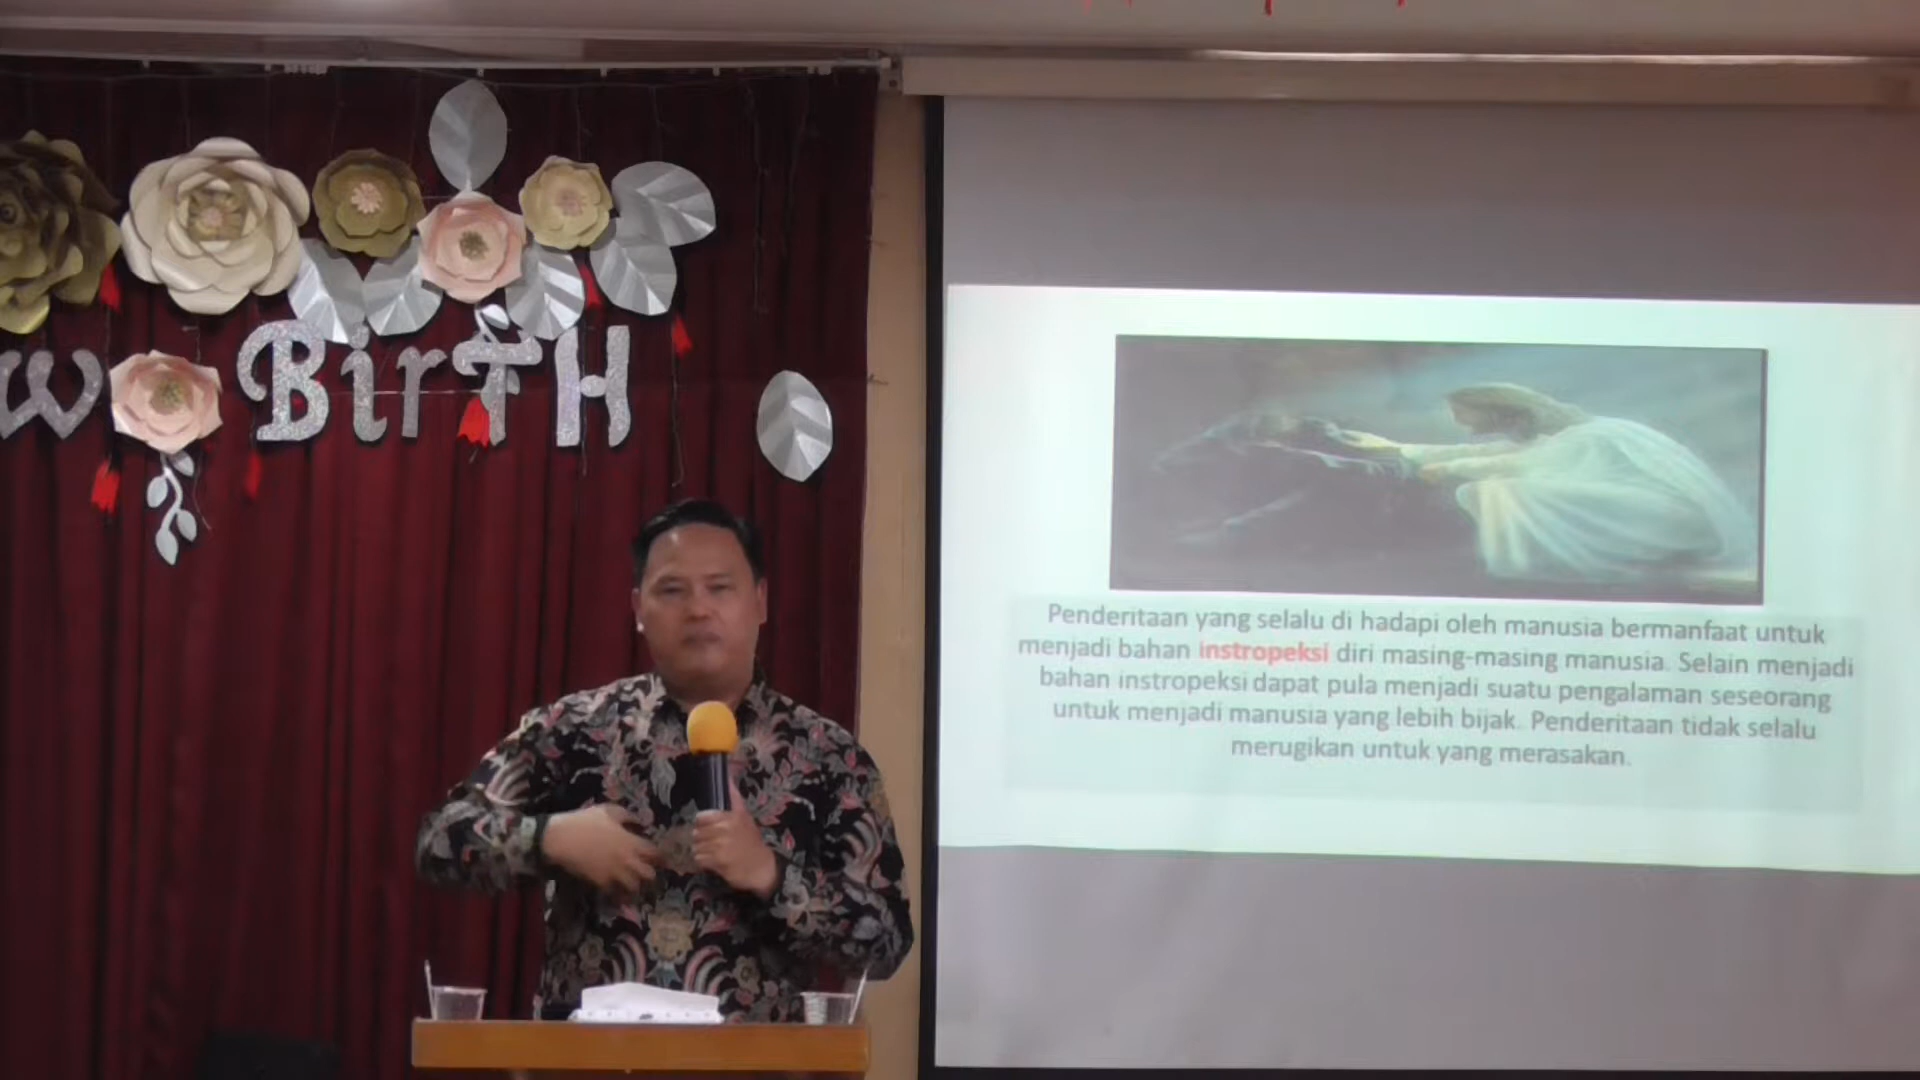 w BirTH
Penderitaan yang selalu di hadapi oleh manusia bermanfaat untuk
menjadi bahan instropeksi diri masing-masing manusia. Selain menjadi
bahan instropeksi dapat pula menjadi suatu pengalaman seseorang
untuk menjadi manusia yang lebih bijak. Penderitaan tidak selalu
merugikan untuk yang merasakan.